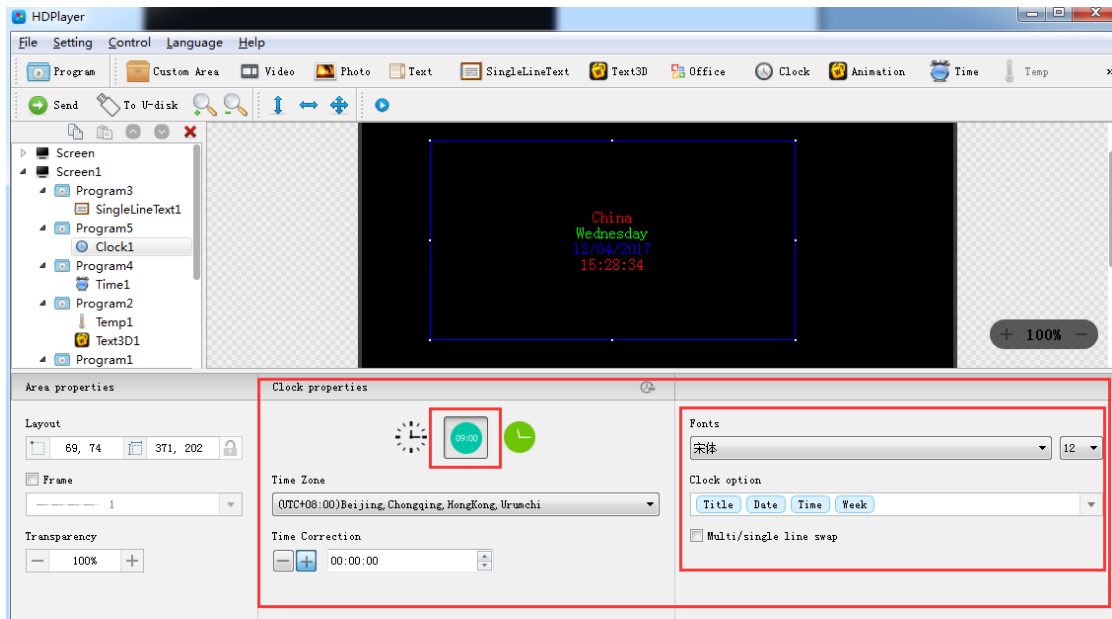 HDPlayer
File Setting Control Language Help
Program Custom Area Video Photo Text SingleLineText Text3D Office Clock Animation Time Temp »
Send To U-disk
Screen
Screen1
Program3
SingleLineText1
Program5
Clock1
Program4
Time1
Program2
Temp1
Text3D1
Program1
China
Wednesday
12/04/2017
15:28:34
+ 100% −
Area properties
Layout
69, 74 371, 202
Frame
1
Transparency
− 100% +
Clock properties
09:00
Time Zone
(UTC+08:00)Beijing,Chongqing,HongKong,Urumchi
Time Correction
− + 00:00:00
Fonts
宋体 12
Clock option
Title Date Time Week
Multi/single line swap